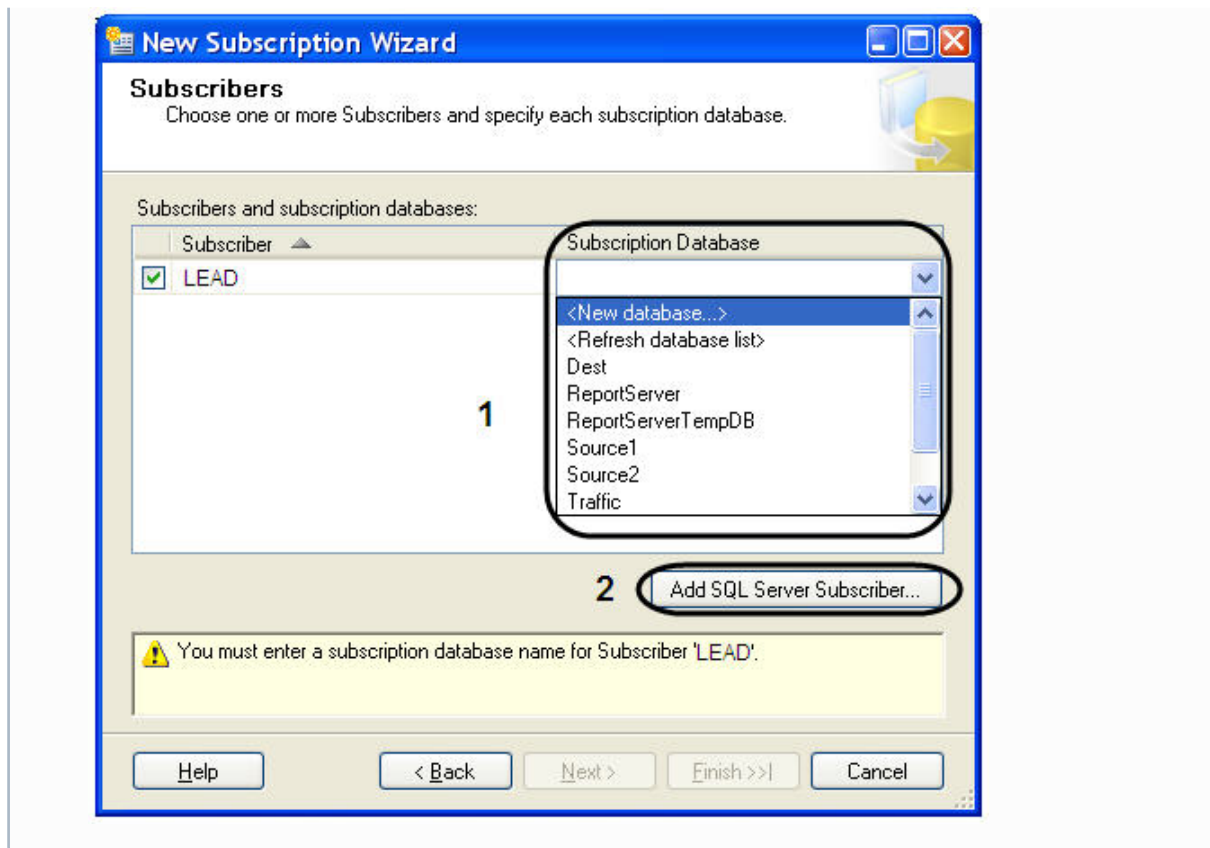 New Subscription Wizard
Subscribers
Choose one or more Subscribers and specify each subscription database.
Subscribers and subscription databases:
Subscriber
Subscription Database
LEAD
<New database...>
<Refresh database list>
Dest
ReportServer
ReportServerTempDB
Source1
Source2
Traffic
1
2
Add SQL Server Subscriber...
You must enter a subscription database name for Subscriber 'LEAD'.
Help
< Back
Next >
Finish >>|
Cancel